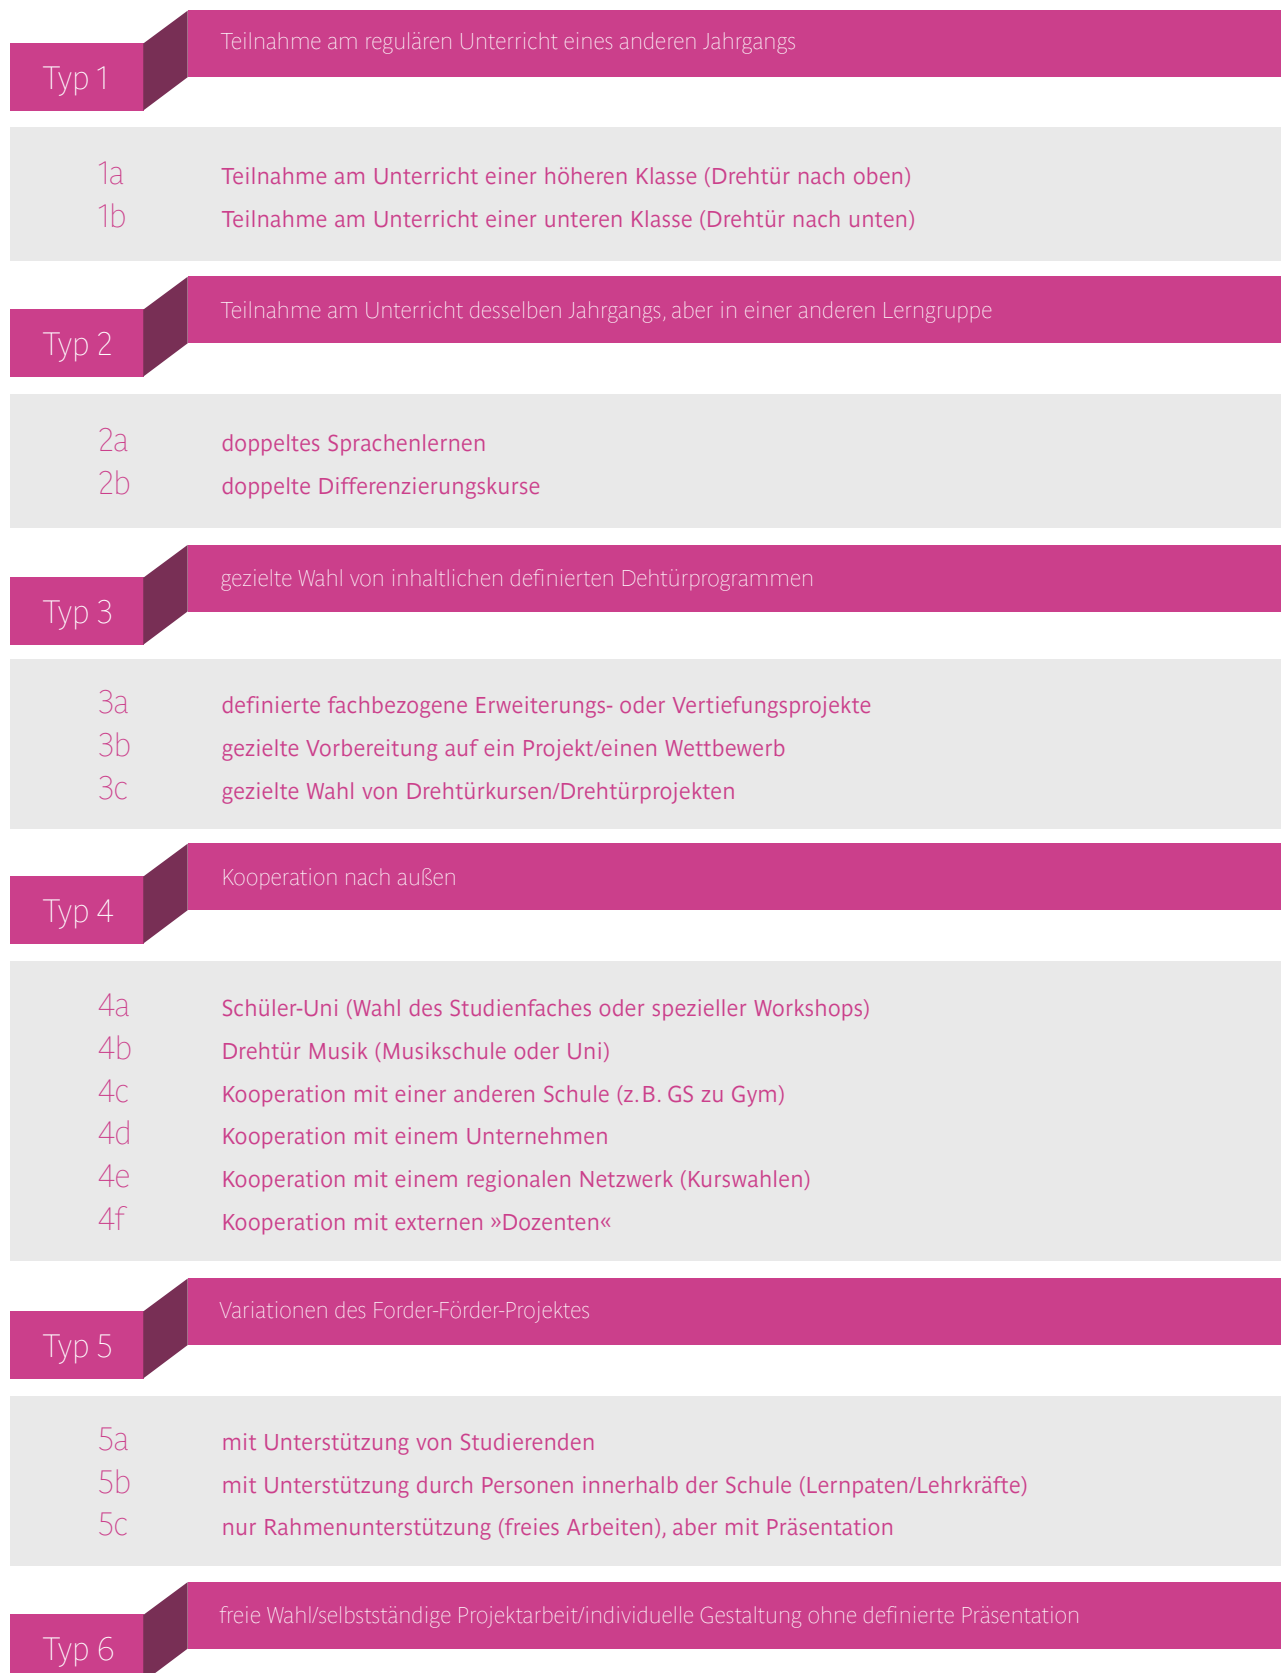 Teilnahme am regulären Unterricht eines anderen Jahrgangs
Typ 1
1a Teilnahme am Unterricht einer höheren Klasse (Drehtür nach oben)
1b Teilnahme am Unterricht einer unteren Klasse (Drehtür nach unten)
Teilnahme am Unterricht desselben Jahrgangs, aber in einer anderen Lerngruppe
Typ 2
2a doppeltes Sprachenlernen
2b doppelte Differenzierungskurse
gezielte Wahl von inhaltlichen definierten Dehtürprogrammen
Typ 3
3a definierte fachbezogene Erweiterungs- oder Vertiefungsprojekte
3b gezielte Vorbereitung auf ein Projekt/einen Wettbewerb
3c gezielte Wahl von Drehtürkursen/Drehtürprojekten
Kooperation nach außen
Typ 4
4a Schüler-Uni (Wahl des Studienfaches oder spezieller Workshops)
4b Drehtür Musik (Musikschule oder Uni)
4c Kooperation mit einer anderen Schule (z. B. GS zu Gym)
4d Kooperation mit einem Unternehmen
4e Kooperation mit einem regionalen Netzwerk (Kurswahlen)
4f Kooperation mit externen »Dozenten«
Variationen des Forder-Förder-Projektes
Typ 5
5a mit Unterstützung von Studierenden
5b mit Unterstützung durch Personen innerhalb der Schule (Lernpaten/Lehrkräfte)
5c nur Rahmenunterstützung (freies Arbeiten), aber mit Präsentation
freie Wahl/selbstständige Projektarbeit/individuelle Gestaltung ohne definierte Präsentation
Typ 6